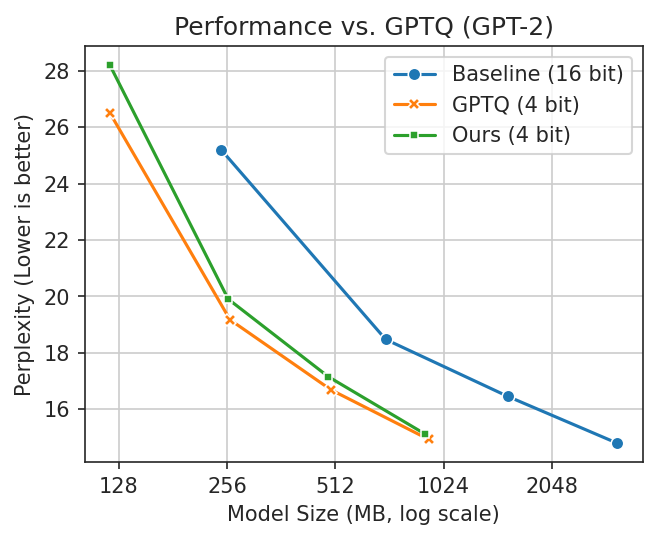 Performance vs. GPTQ (GPT-2)
Baseline (16 bit)
GPTQ (4 bit)
Ours (4 bit)
Perplexity (Lower is better)
28
26
24
22
20
18
16
128 256 512 1024 2048
Model Size (MB, log scale)